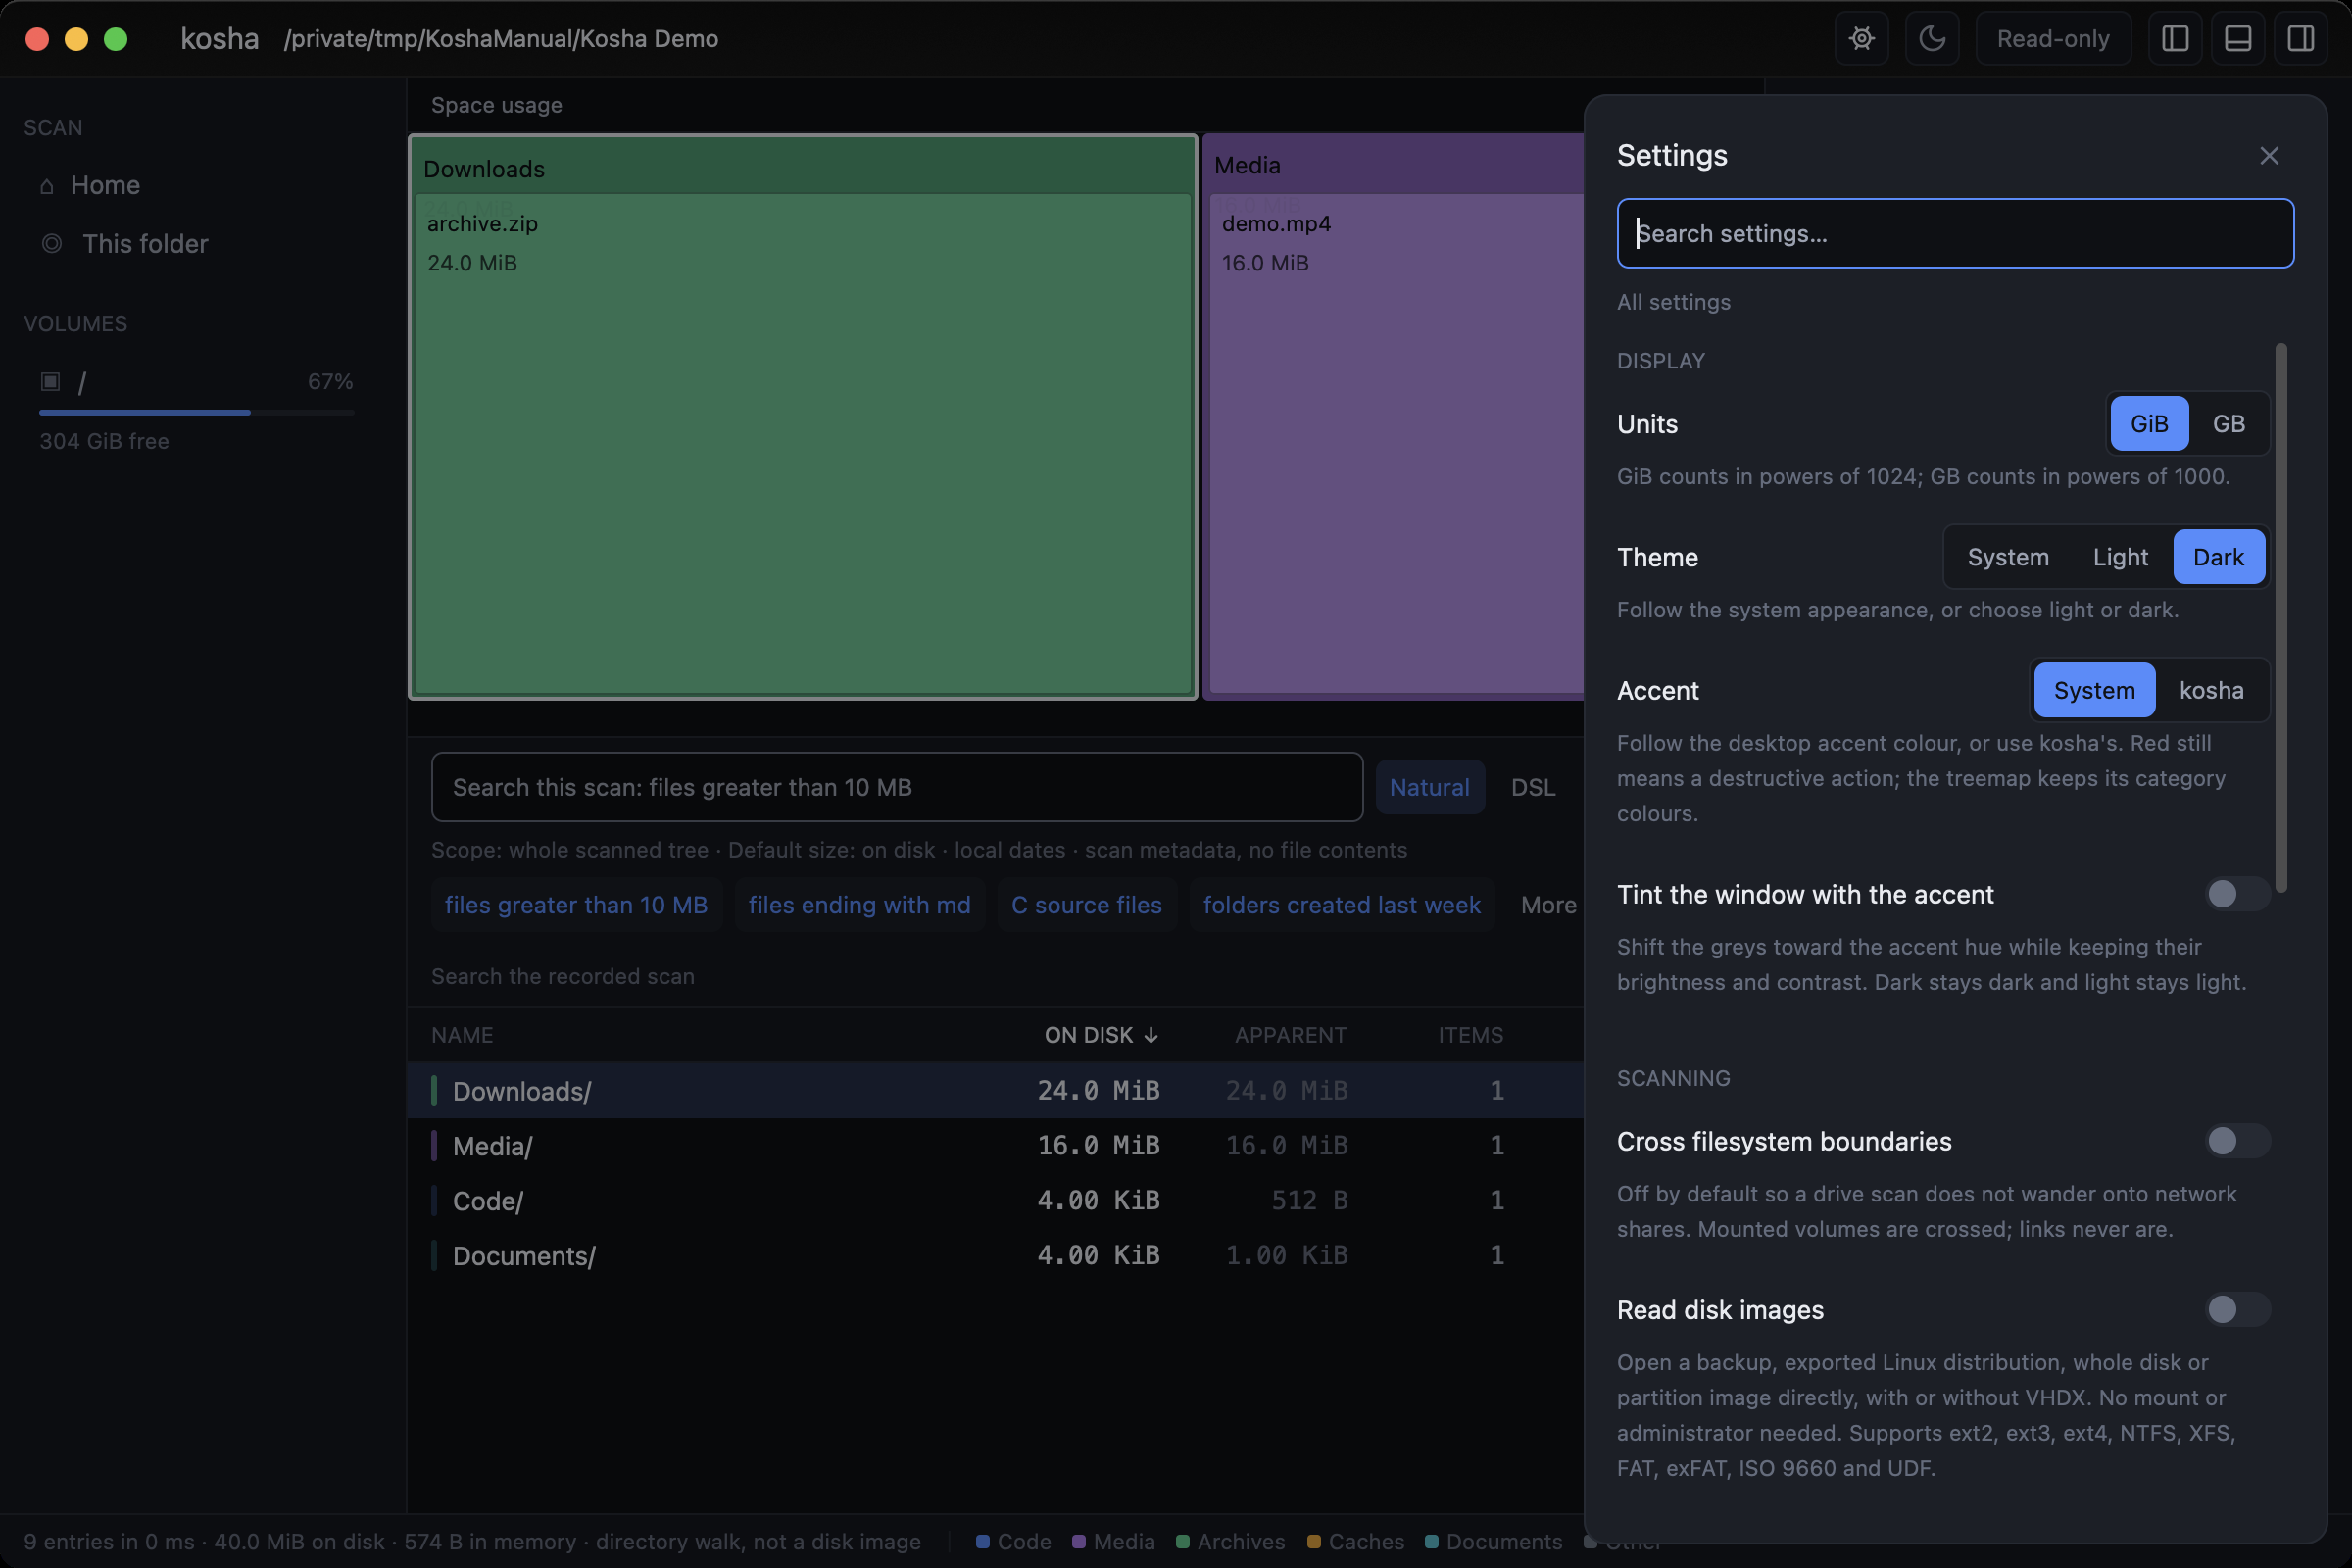 kosha /private/tmp/KoshaManual/Kosha Demo
Read-only
SCAN
Home
This folder
VOLUMES
/ 67%
304 GiB free
Space usage
Downloads
archive.zip
24.0 MiB
Media
demo.mp4
16.0 MiB
Search this scan: files greater than 10 MB
Natural DSL
Scope: whole scanned tree · Default size: on disk · local dates · scan metadata, no file contents
files greater than 10 MB files ending with md C source files folders created last week More
Search the recorded scan
NAME ON DISK ↓ APPARENT ITEMS
Downloads/ 24.0 MiB 24.0 MiB 1
Media/ 16.0 MiB 16.0 MiB 1
Code/ 4.00 KiB 512 B 1
Documents/ 4.00 KiB 1.00 KiB 1
9 entries in 0 ms · 40.0 MiB on disk · 574 B in memory · directory walk, not a disk image
Code Media Archives Caches Documents Other
Settings
Search settings...
All settings
DISPLAY
Units GiB GB
GiB counts in powers of 1024; GB counts in powers of 1000.
Theme System Light Dark
Follow the system appearance, or choose light or dark.
Accent System kosha
Follow the desktop accent colour, or use kosha's. Red still
means a destructive action; the treemap keeps its category
colours.
Tint the window with the accent
Shift the greys toward the accent hue while keeping their
brightness and contrast. Dark stays dark and light stays light.
SCANNING
Cross filesystem boundaries
Off by default so a drive scan does not wander onto network
shares. Mounted volumes are crossed; links never are.
Read disk images
Open a backup, exported Linux distribution, whole disk or
partition image directly, with or without VHDX. No mount or
administrator needed. Supports ext2, ext3, ext4, NTFS, XFS,
FAT, exFAT, ISO 9660 and UDF.